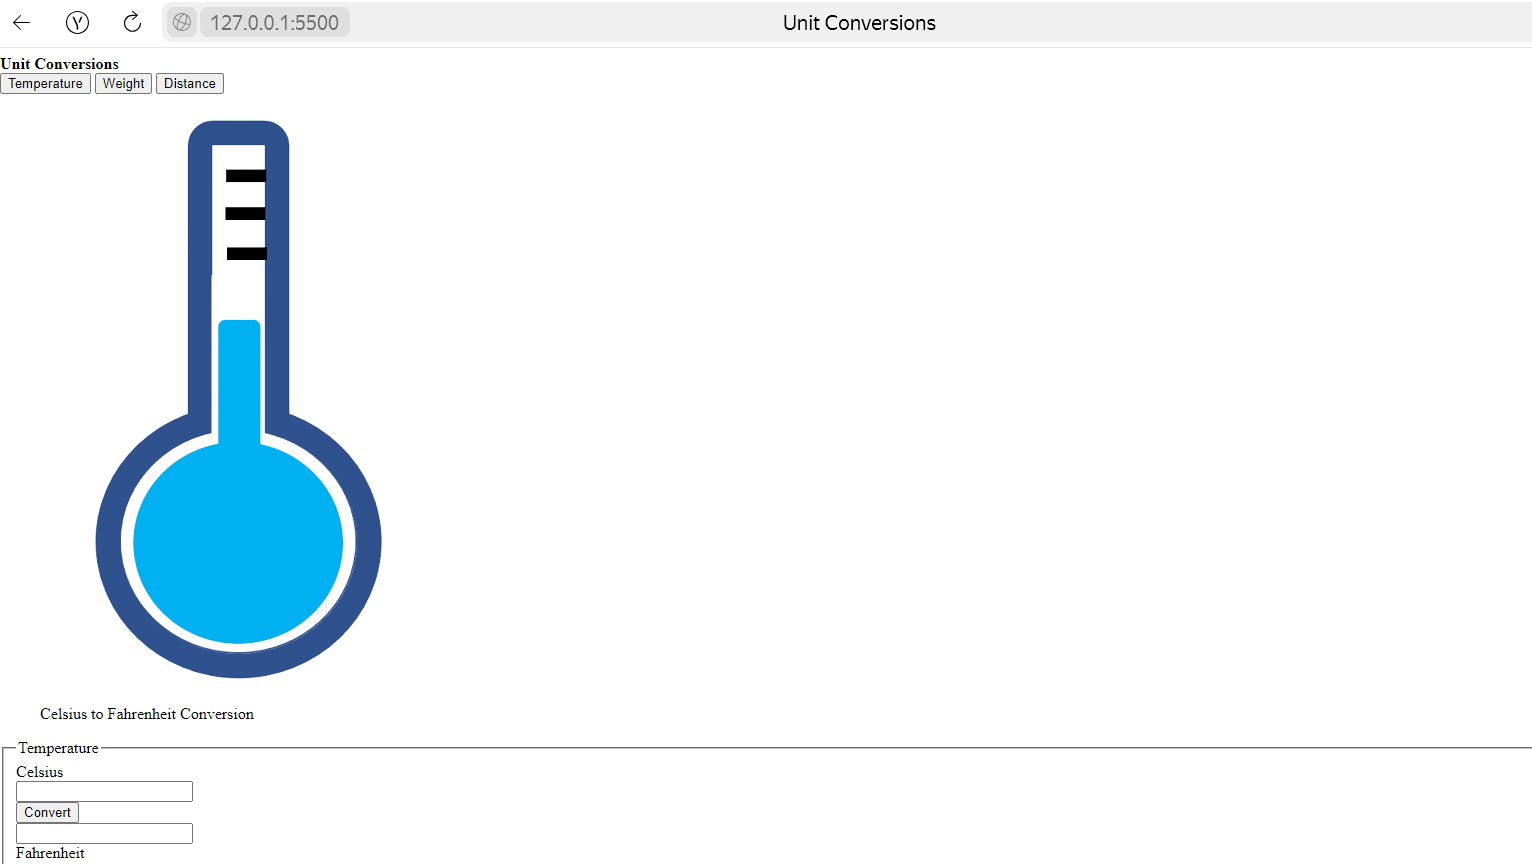 127.0.0.1:5500 Unit Conversions
Unit Conversions
Temperature Weight Distance
Celsius to Fahrenheit Conversion
Temperature
Celsius
Convert
Fahrenheit